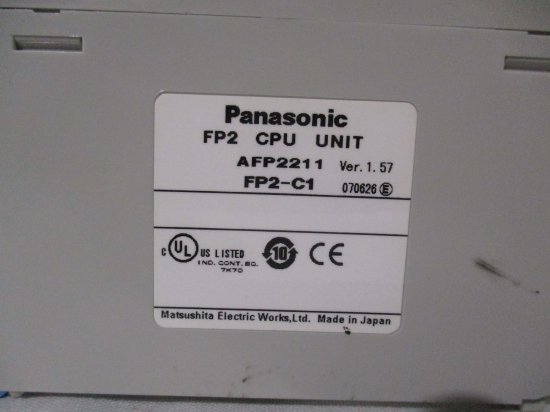 Panasonic
FP2 CPU UNIT
AFP2211 Ver. 1.57
FP2-C1 070626 Ⓔ
C UL US LISTED
IND. CONT. EQ.
7K70
10 CE
Matsushita Electric Works,Ltd. Made in Japan